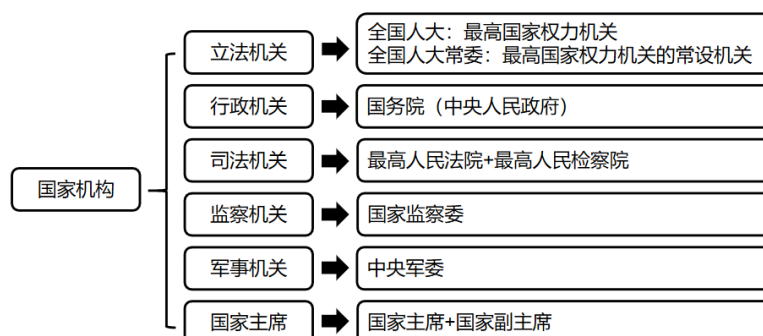 国家机构
立法机关
全国人大：最高国家权力机关
全国人大常委：最高国家权力机关的常设机关
行政机关
国务院（中央人民政府）
司法机关
最高人民法院+最高人民检察院
监察机关
国家监察委
军事机关
中央军委
国家主席
国家主席+国家副主席